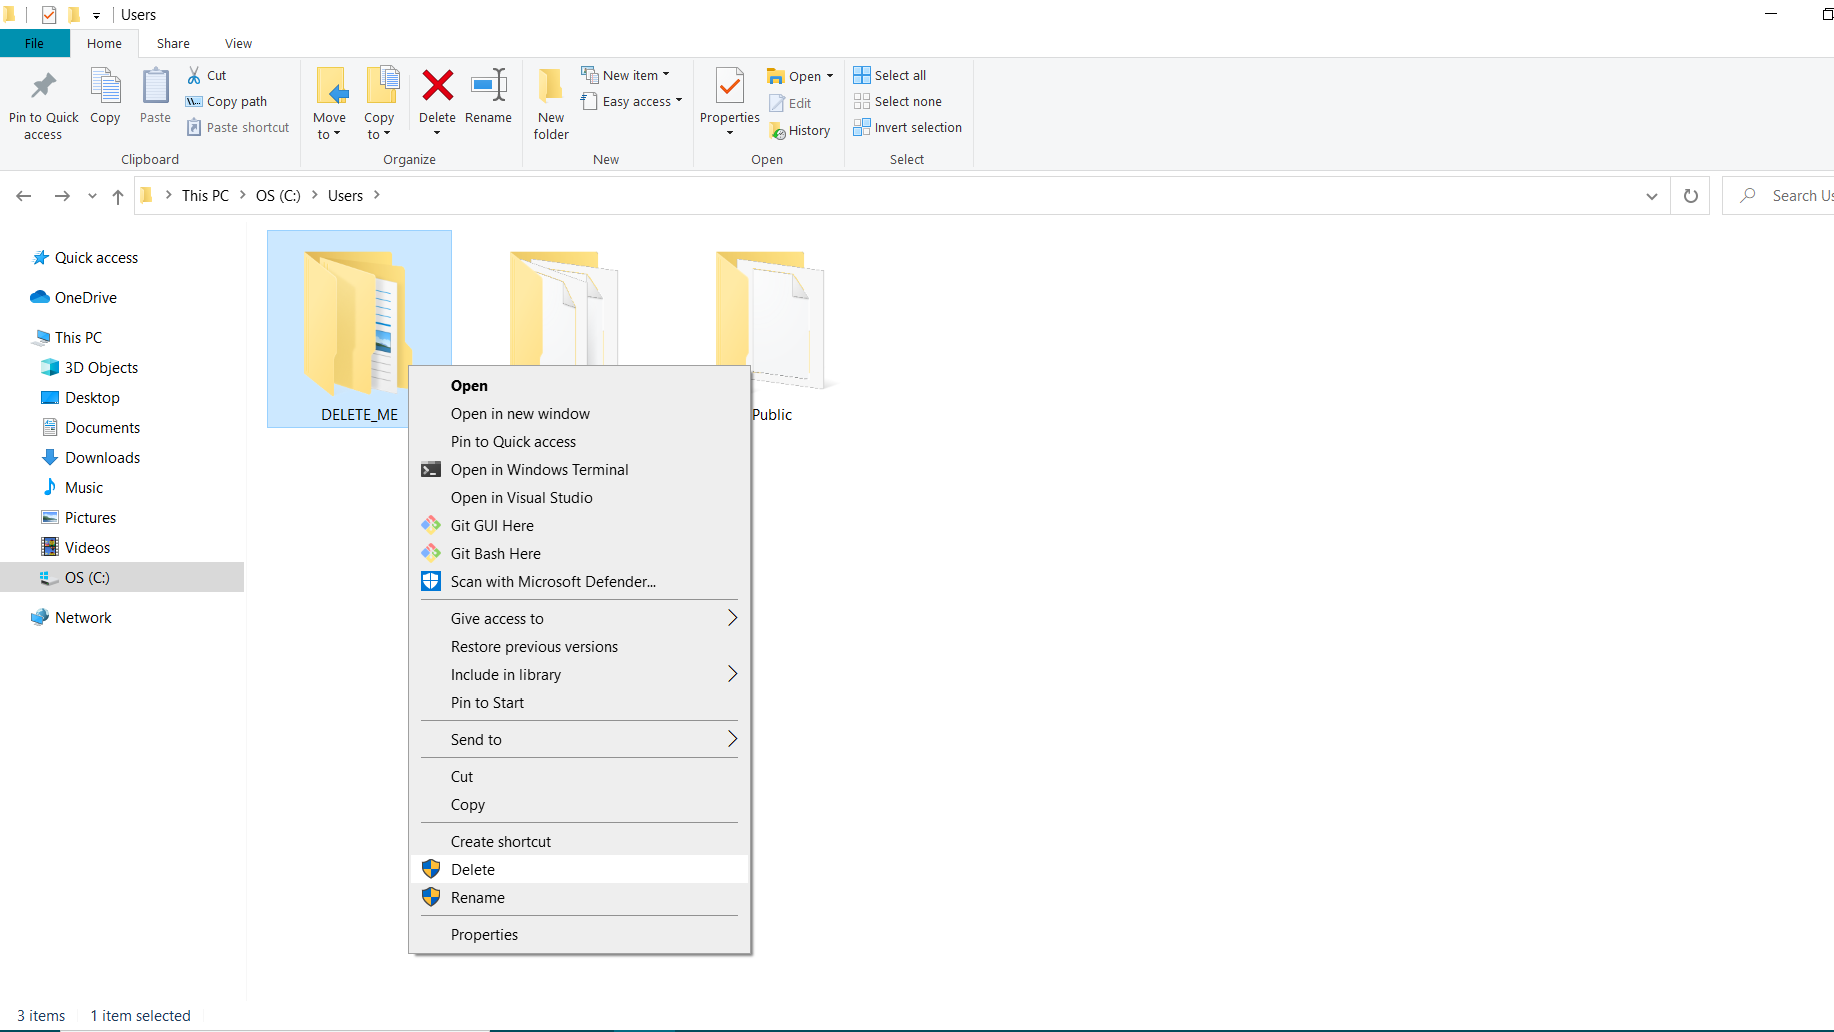 Users
File
Home
Share
View
Pin to Quick access
Copy
Paste
Cut
Copy path
Paste shortcut
Clipboard
Move to
Copy to
Delete
Rename
Organize
New folder
New item
Easy access
New
Properties
Open
Edit
History
Open
Select all
Select none
Invert selection
Select
This PC
OS (C:)
Users
Search Us
Quick access
OneDrive
This PC
3D Objects
Desktop
Documents
Downloads
Music
Pictures
Videos
OS (C:)
Network
DELETE_ME
Public
Open
Open in new window
Pin to Quick access
Open in Windows Terminal
Open in Visual Studio
Git GUI Here
Git Bash Here
Scan with Microsoft Defender...
Give access to
Restore previous versions
Include in library
Pin to Start
Send to
Cut
Copy
Create shortcut
Delete
Rename
Properties
3 items
1 item selected